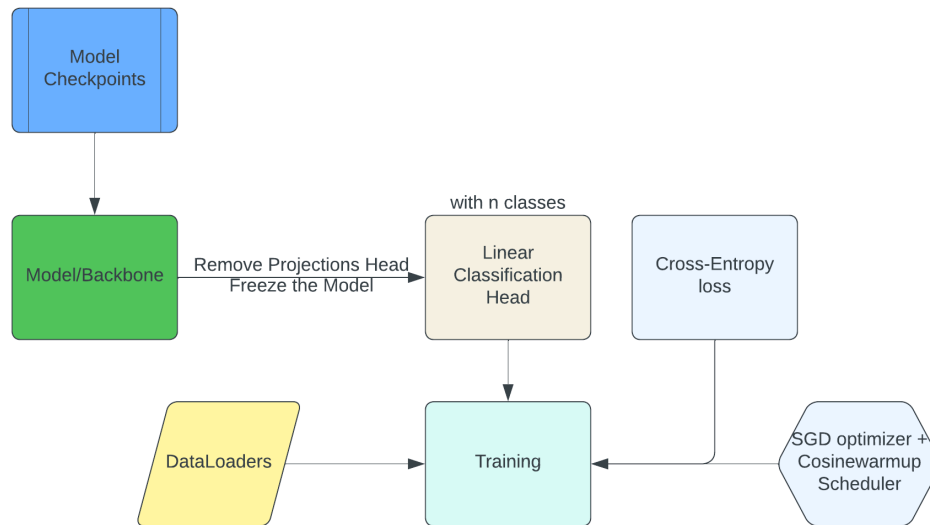 Model
Checkpoints
with n classes
Model/Backbone
Remove Projections Head
Freeze the Model
Linear
Classification
Head
Cross-Entropy
loss
DataLoaders
Training
SGD optimizer +
Cosinewarmup
Scheduler